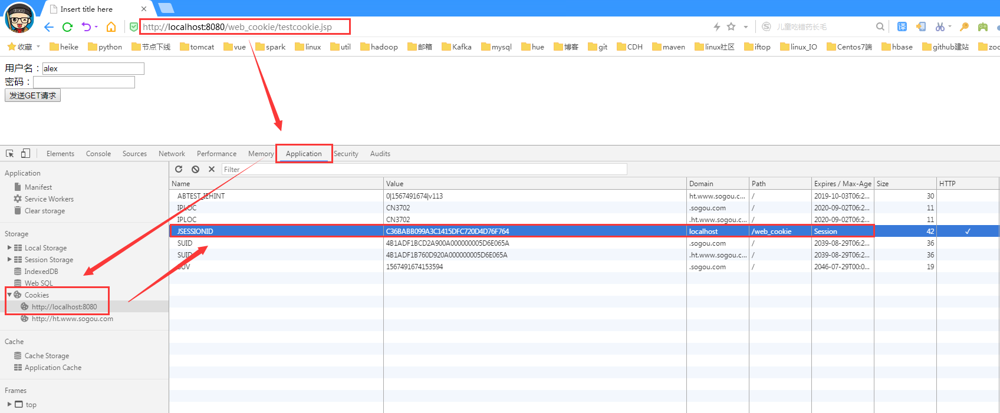 Insert title here
http://localhost:8080/web_cookie/testcookie.jsp
儿童吃错药长毛
译
收藏 heike python 节点下线 tomcat vue spark linux util hadoop 邮箱 Kafka mysql hue 博客 git CDH maven linux社区 iftop linux_IO Centos7端 hbase github建站 zoo
用户名：alex
密码：
发送GET请求
Elements Console Sources Network Performance Memory Application Security Audits
Application
Manifest
Service Workers
Clear storage
Storage
Local Storage
Session Storage
IndexedDB
Web SQL
Cookies
http://localhost:8080
http://ht.www.sogou.com
Cache
Cache Storage
Application Cache
Frames
top
Filter
Name Value Domain Path Expires / Max-Age Size HTTP
ABTEST_IEHINT 0|1567491674|v113 ht.www.sogou.c... / 2019-10-03T06:2... 30
IPLOC CN3702 .sogou.com / 2020-09-02T06:2... 11
IPLOC CN3702 .ht.www.sogou.c... / 2020-09-02T06:2... 11
JSESSIONID C36BABB099A3C1415DFC720D4D76F764 localhost /web_cookie Session 42 ✓
SUID 4B1ADF1BCD2A900A000000005D6E065A .sogou.com / 2039-08-29T06:2... 36
SUID 4B1ADF1B760D920A000000005D6E065A .ht.www.sogou.c... / 2039-08-29T06:2... 36
SUV 1567491674153594 .sogou.com / 2046-07-29T00:0... 19